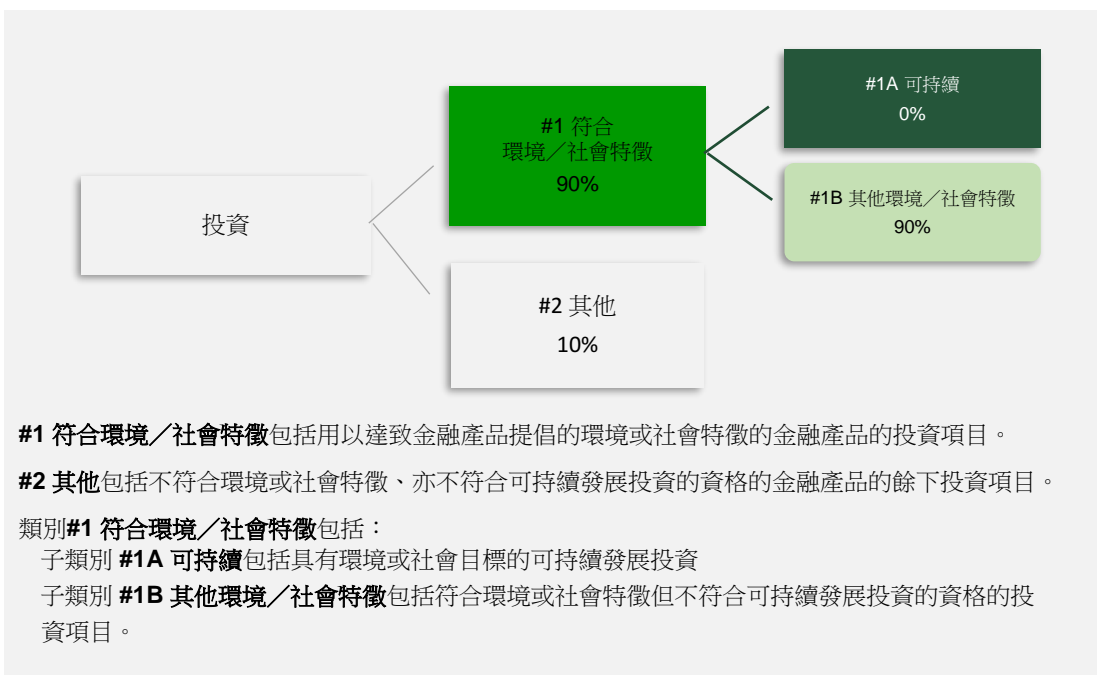 投資
#1 符合
環境／社會特徵
90%
#2 其他
10%
#1A 可持續
0%
#1B 其他環境／社會特徵
90%
#1 符合環境／社會特徵包括用以達致金融產品提倡的環境或社會特徵的金融產品的投資項目。
#2 其他包括不符合環境或社會特徵、亦不符合可持續發展投資的資格的金融產品的餘下投資項目。
類別#1 符合環境／社會特徵包括：
子類別 #1A 可持續包括具有環境或社會目標的可持續發展投資
子類別 #1B 其他環境／社會特徵包括符合環境或社會特徵但不符合可持續發展投資的資格的投
資項目。